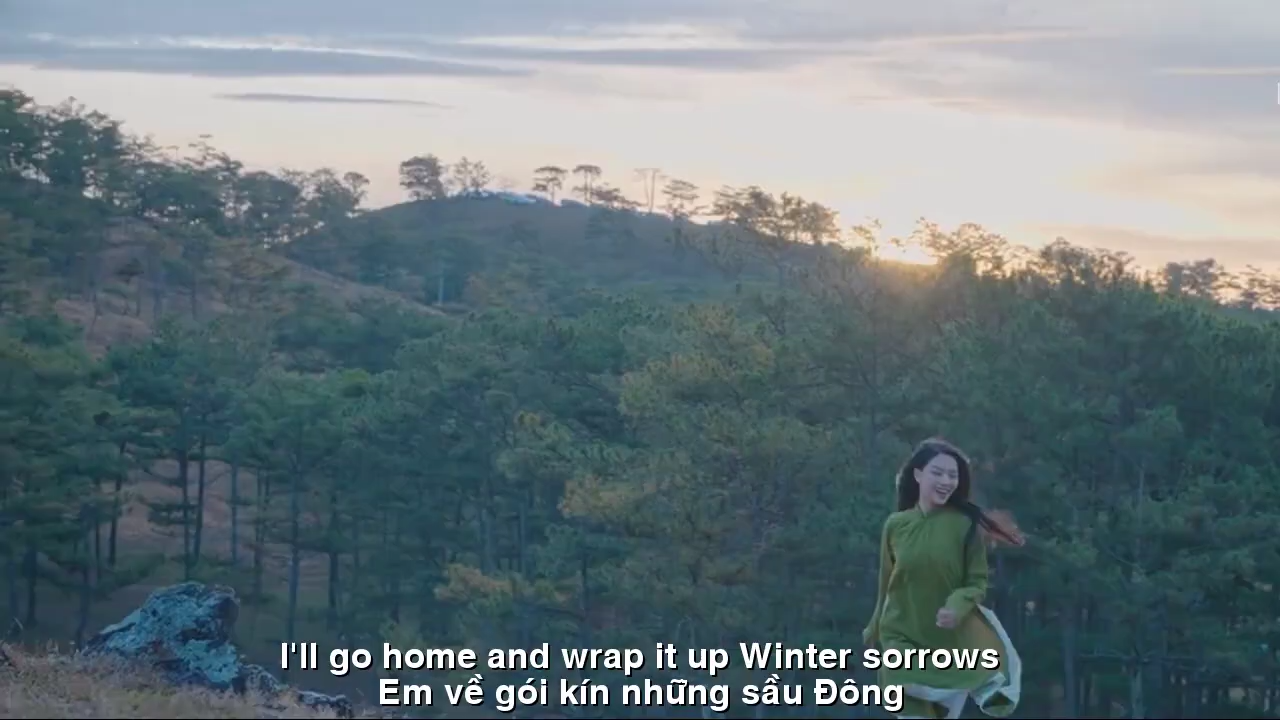 I'll go home and wrap it up Winter sorrows
Em về gói kín những sầu Đông